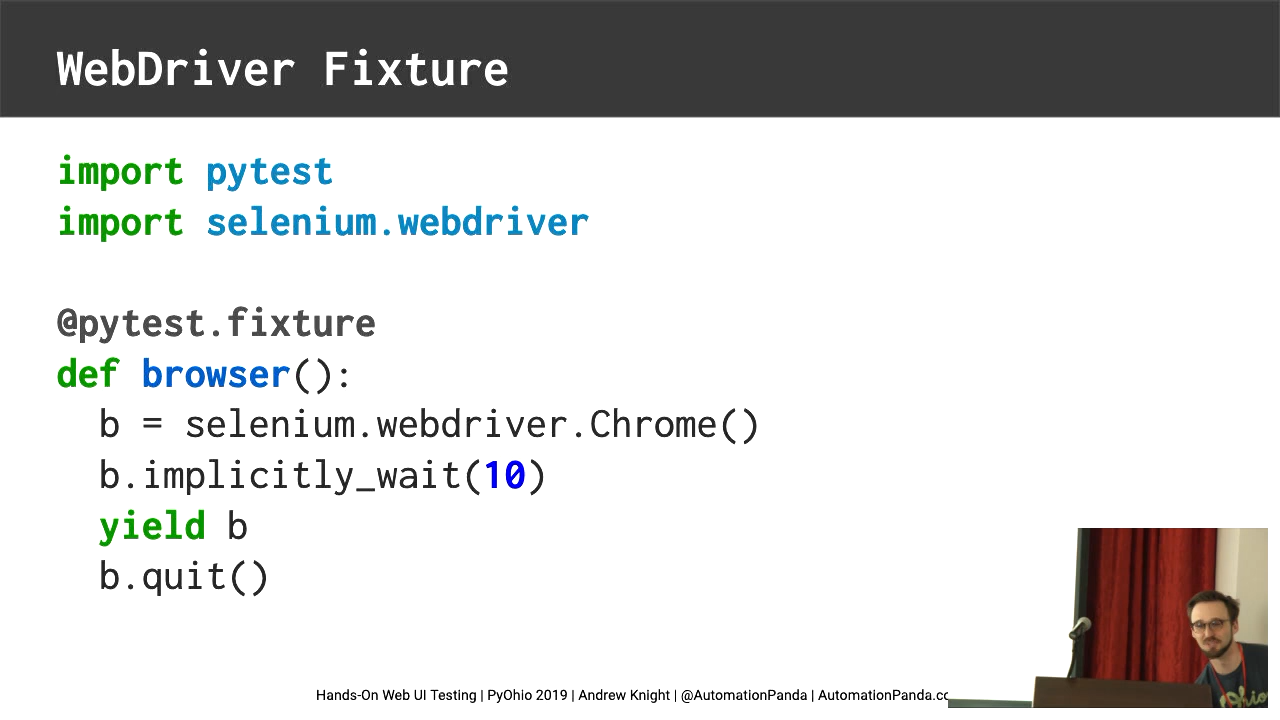 WebDriver Fixture
import pytest
import selenium.webdriver
@pytest.fixture
def browser():
b = selenium.webdriver.Chrome()
b.implicitly_wait(10)
yield b
b.quit()
Hands-On Web UI Testing | PyOhio 2019 | Andrew Knight | @AutomationPanda | AutomationPanda.co
Ohio